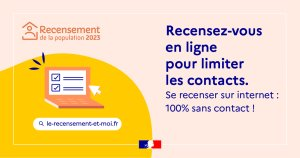 Recensement
de la population 2023
Recensez-vous
en ligne
pour limiter
les contacts.
Se recenser sur internet :
100% sans contact !
le-recensement-et-moi.fr